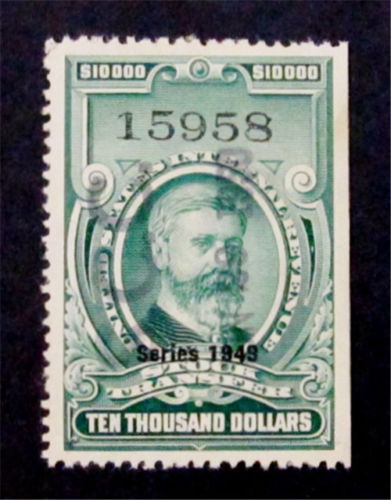 $10000 $10000
15958
UNITED STATES INTERNAL REVENUE
Series 1949
STOCK
TRANSFER
TEN THOUSAND DOLLARS